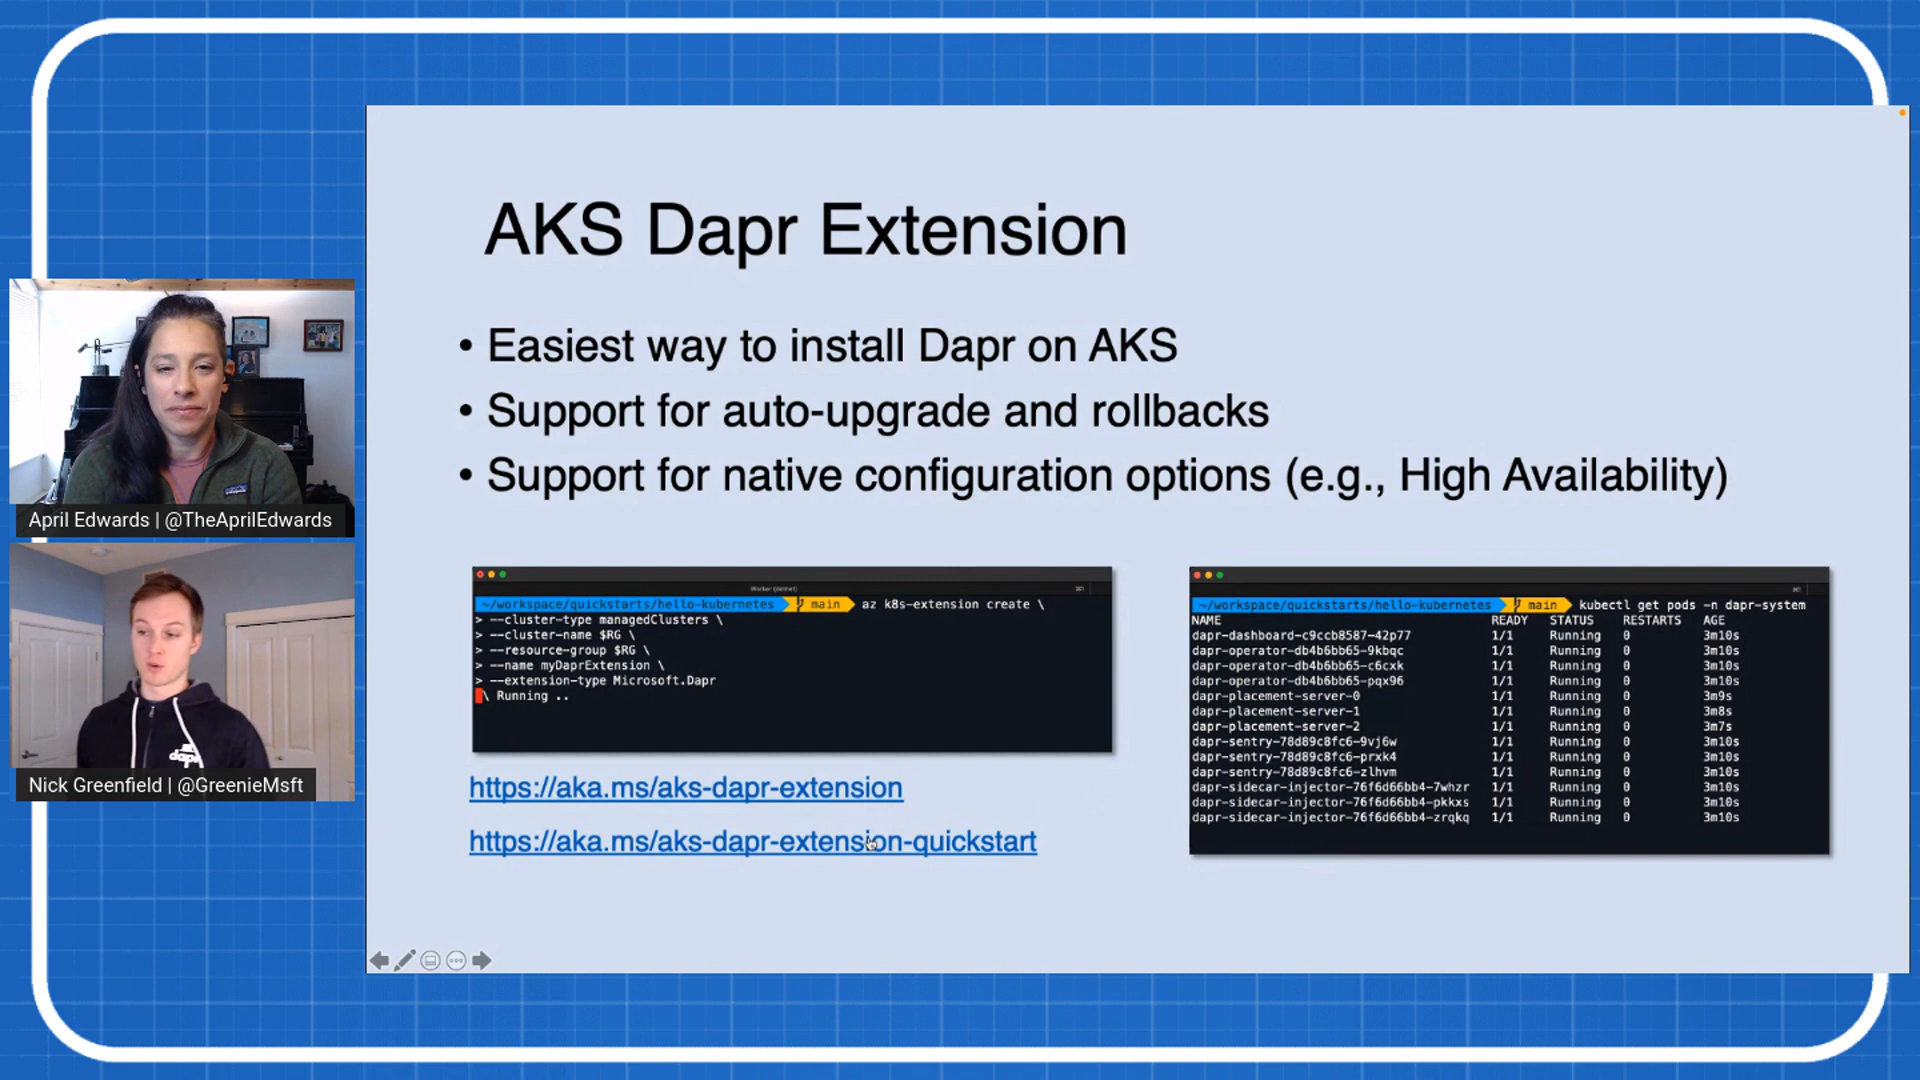 AKS Dapr Extension
• Easiest way to install Dapr on AKS
• Support for auto-upgrade and rollbacks
• Support for native configuration options (e.g., High Availability)
April Edwards | @TheAprilEdwards
dapr
Nick Greenfield | @GreenieMsft
~/workspace/quickstarts/hello-kubernetes main az k8s-extension create \
> --cluster-type managedClusters \
> --cluster-name $RG \
> --resource-group $RG \
> --name myDaprExtension \
> --extension-type Microsoft.Dapr
\ Running ..
https://aka.ms/aks-dapr-extension
https://aka.ms/aks-dapr-extension-quickstart
~/workspace/quickstarts/hello-kubernetes main kubectl get pods -n dapr-system
NAME READY STATUS RESTARTS AGE
dapr-dashboard-c9ccb8587-42p77 1/1 Running 0 3m10s
dapr-operator-db4b6bb65-9kbqc 1/1 Running 0 3m10s
dapr-operator-db4b6bb65-c6cxk 1/1 Running 0 3m10s
dapr-operator-db4b6bb65-pqx96 1/1 Running 0 3m10s
dapr-placement-server-0 1/1 Running 0 3m9s
dapr-placement-server-1 1/1 Running 0 3m8s
dapr-placement-server-2 1/1 Running 0 3m7s
dapr-sentry-78d89c8fc6-9vj6w 1/1 Running 0 3m10s
dapr-sentry-78d89c8fc6-prxk4 1/1 Running 0 3m10s
dapr-sentry-78d89c8fc6-zlhvm 1/1 Running 0 3m10s
dapr-sidecar-injector-76f6d66bb4-7whzr 1/1 Running 0 3m10s
dapr-sidecar-injector-76f6d66bb4-pkkxs 1/1 Running 0 3m10s
dapr-sidecar-injector-76f6d66bb4-zrqkq 1/1 Running 0 3m10s